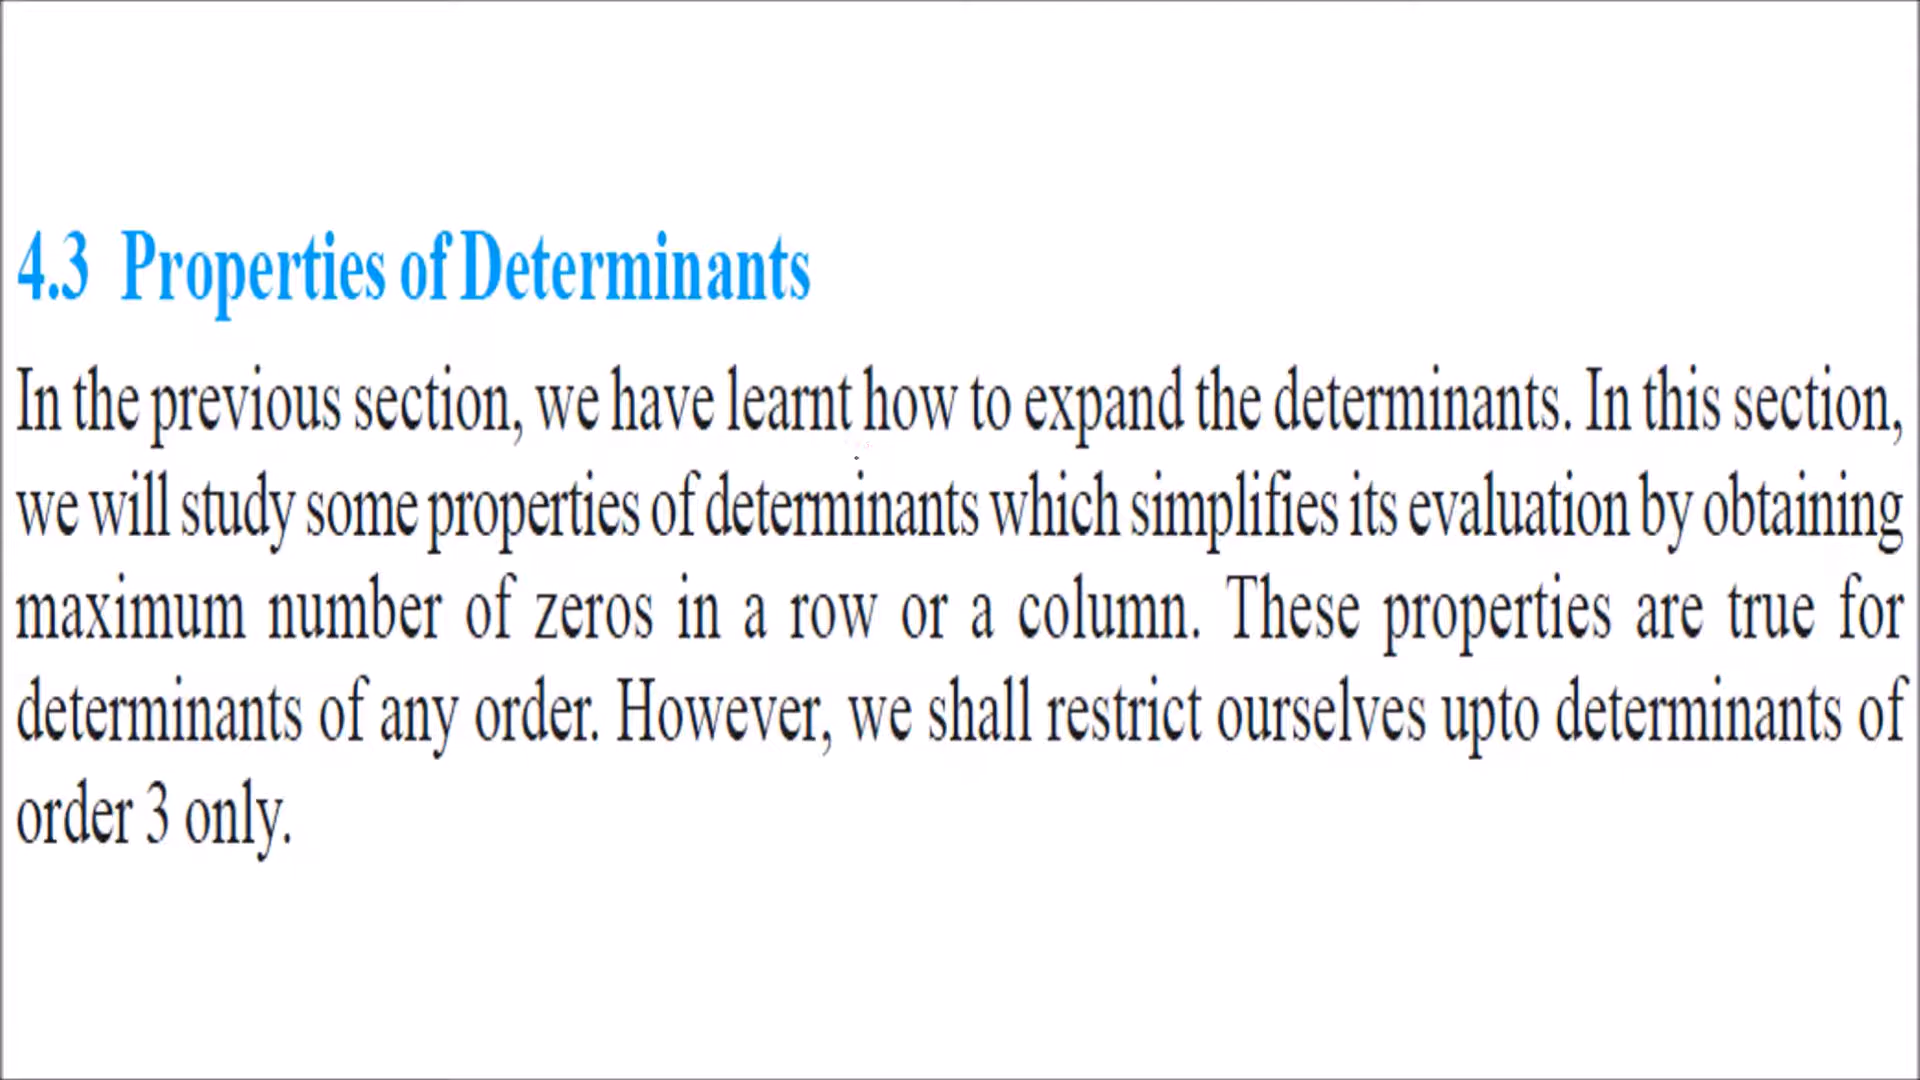 4.3 Properties of Determinants
In the previous section, we have learnt how to expand the determinants. In this section,
we will study some properties of determinants which simplifies its evaluation by obtaining
maximum number of zeros in a row or a column. These properties are true for
determinants of any order. However, we shall restrict ourselves upto determinants of
order 3 only.